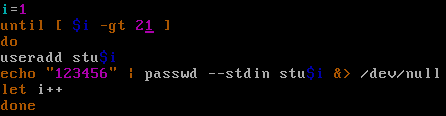 i=1
until [ $i -gt 21 ]
do
useradd stu$i
echo "123456" | passwd --stdin stu$i &> /dev/null
let i++
done